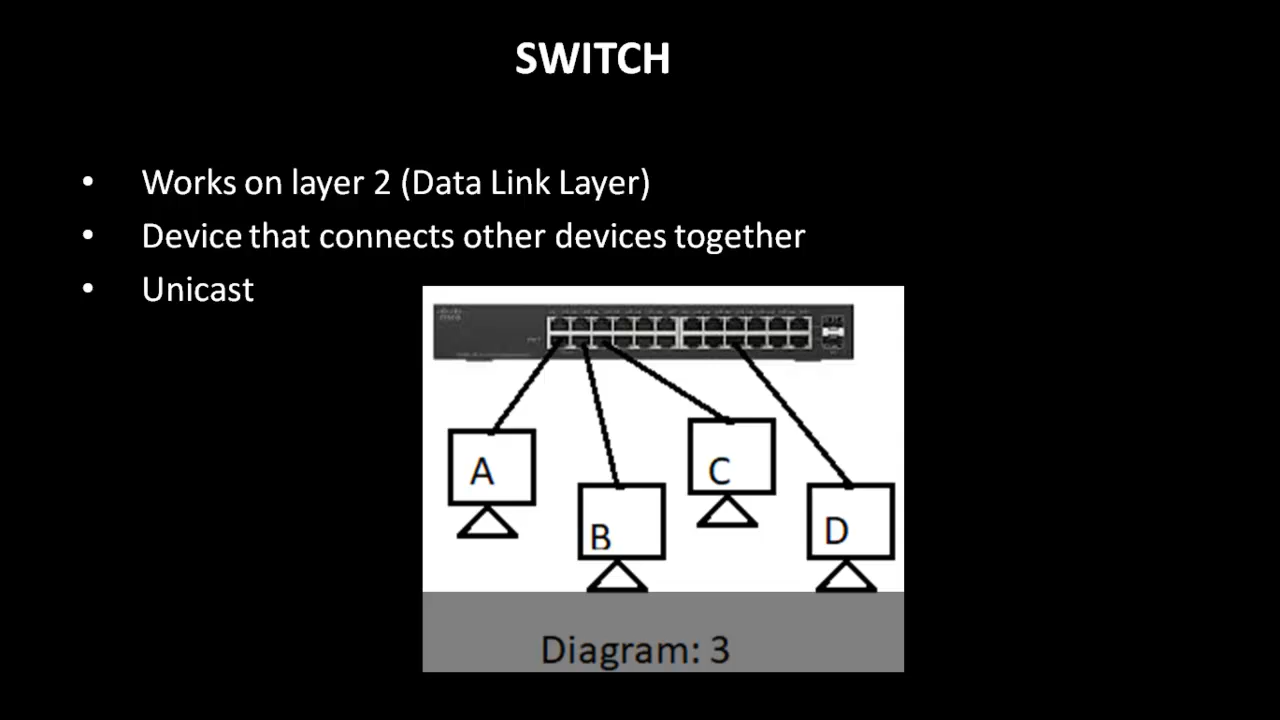 SWITCH
• Works on layer 2 (Data Link Layer)
• Device that connects other devices together
• Unicast
A
C
B
D
Diagram: 3